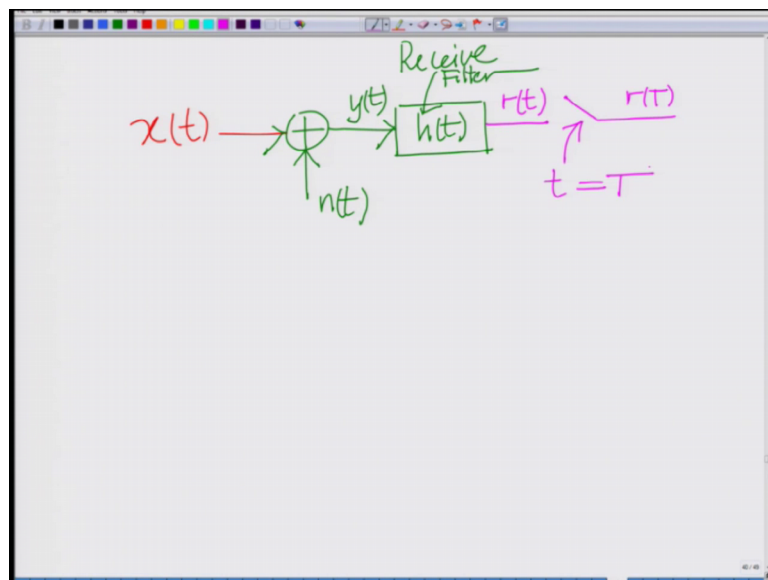 Receive
Filter
x(t) y(t) h(t) r(t) r(T)
n(t)
t = T